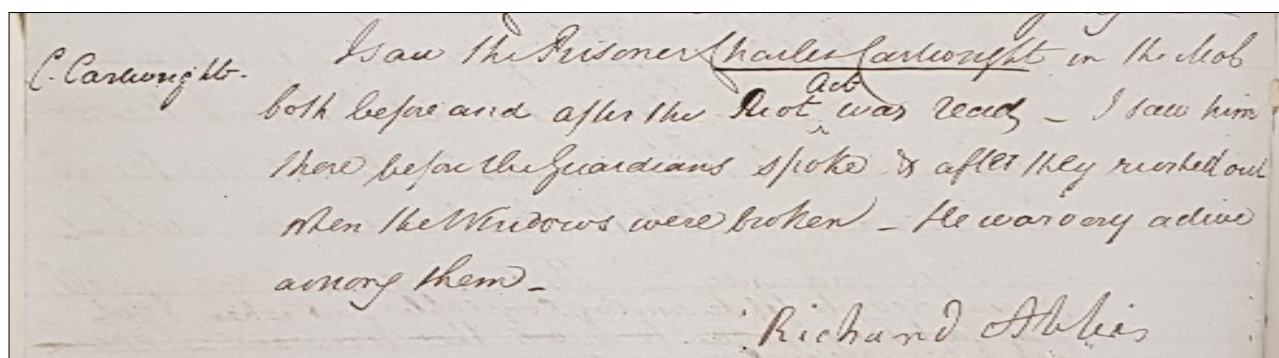 C. Cartwright.
I saw the Prisoner Charles Cartwright in the Mob
both before and after the Riot Act was read _ I saw him
there before the Guardians spoke & after they rushed out
when the Windows were broken _ He was very active
among them _
Richard Ablier